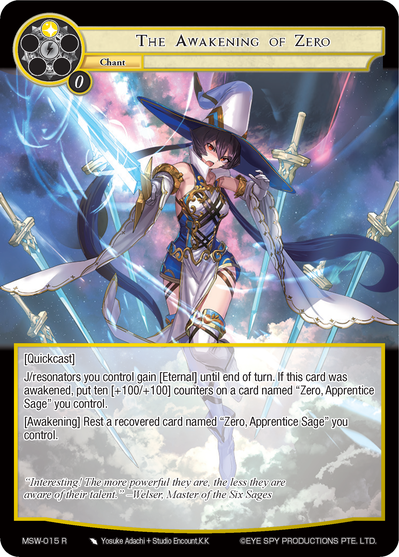 The Awakening of Zero
Chant
0
[Quickcast]
J/resonators you control gain [Eternal] until end of turn. If this card was
awakened, put ten [+100/+100] counters on a card named “Zero, Apprentice
Sage” you control.
[Awakening] Rest a recovered card named “Zero, Apprentice Sage” you
control.
"Interesting! The more powerful they are, the less they are
aware of their talent.” –Welser, Master of the Six Sages
MSW-015 R
Yosuke Adachi + Studio Encount.K.K
©EYE SPY PRODUCTIONS PTE. LTD.